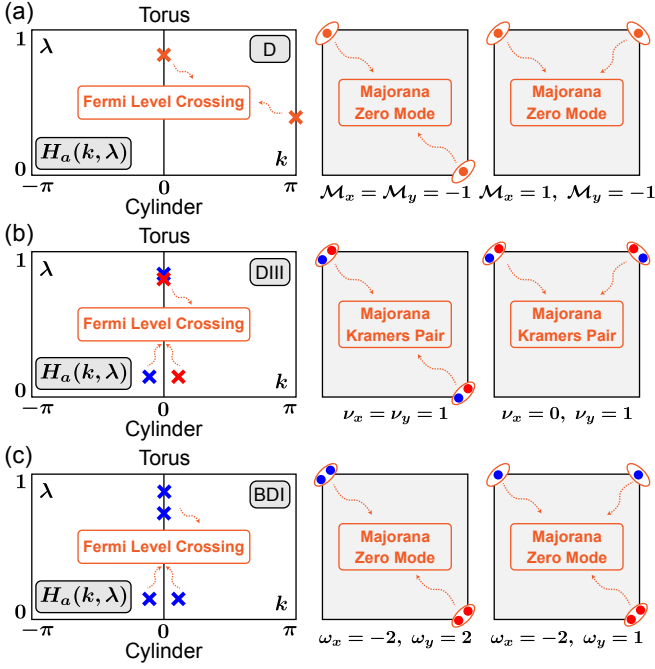 (a)
Torus
1
λ
D
Fermi Level Crossing
H_a(k, λ)
k
0
−π
0
π
Cylinder
Majorana
Zero Mode
ℳ_x = ℳ_y = −1
Majorana
Zero Mode
ℳ_x = 1, ℳ_y = −1
(b)
Torus
1
λ
DIII
Fermi Level Crossing
H_a(k, λ)
k
0
−π
0
π
Cylinder
Majorana
Kramers Pair
ν_x = ν_y = 1
Majorana
Kramers Pair
ν_x = 0, ν_y = 1
(c)
Torus
1
λ
BDI
Fermi Level Crossing
H_a(k, λ)
k
0
−π
0
π
Cylinder
Majorana
Zero Mode
ω_x = −2, ω_y = 2
Majorana
Zero Mode
ω_x = −2, ω_y = 1